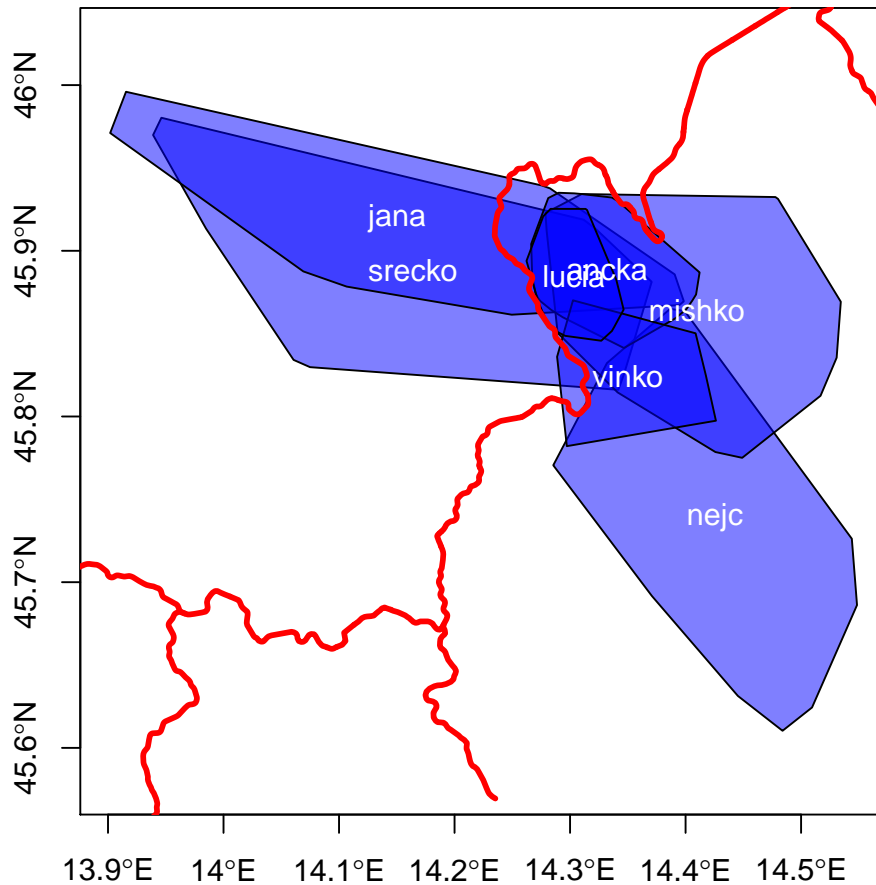 46°N
45.9°N
45.8°N
45.7°N
45.6°N
jana
srecko
lucia
ancka
mishko
vinko
nejc
13.9°E
14°E
14.1°E
14.2°E
14.3°E
14.4°E
14.5°E